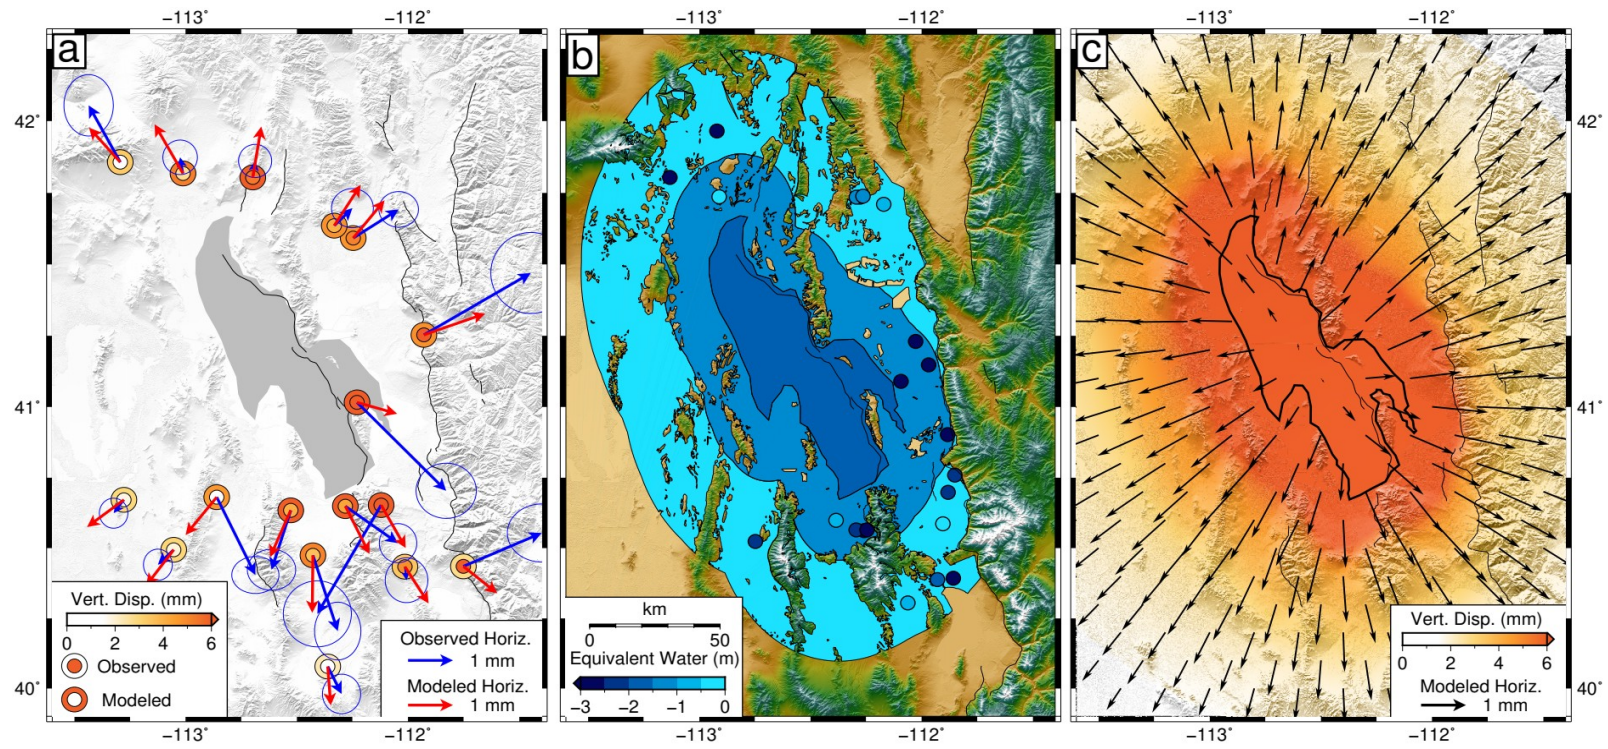 −113˚ −112˚
a
42˚
41˚
40˚
Vert. Disp. (mm)
0 2 4 6
Observed
Modeled
Observed Horiz.
1 mm
Modeled Horiz.
1 mm
−113˚ −112˚
−113˚ −112˚
b
km
0 50
Equivalent Water (m)
−3 −2 −1 0
−113˚ −112˚
−113˚ −112˚
c
42˚
41˚
40˚
Vert. Disp. (mm)
0 2 4 6
Modeled Horiz.
1 mm
−113˚ −112˚